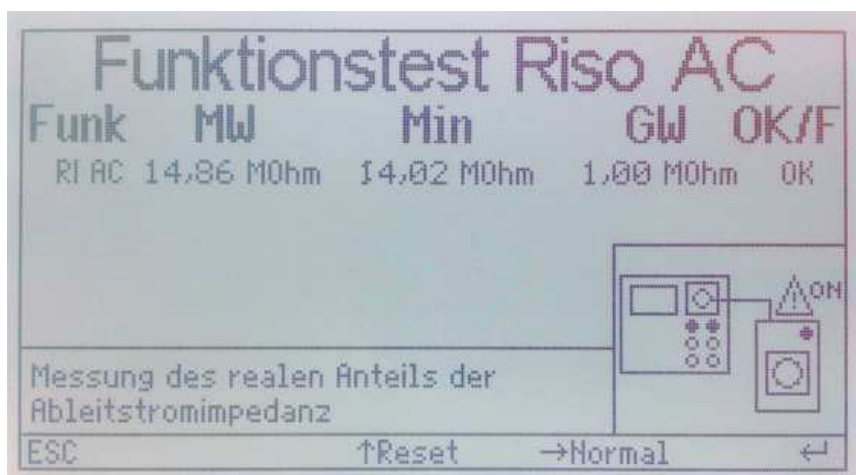 Funktionstest Riso AC
Funk MW Min GW OK/F
RI AC 14,86 MOhm 14,02 MOhm 1,00 MOhm OK
ON
Messung des realen Anteils der
Ableitstromimpedanz
ESC ↑Reset →Normal ↵